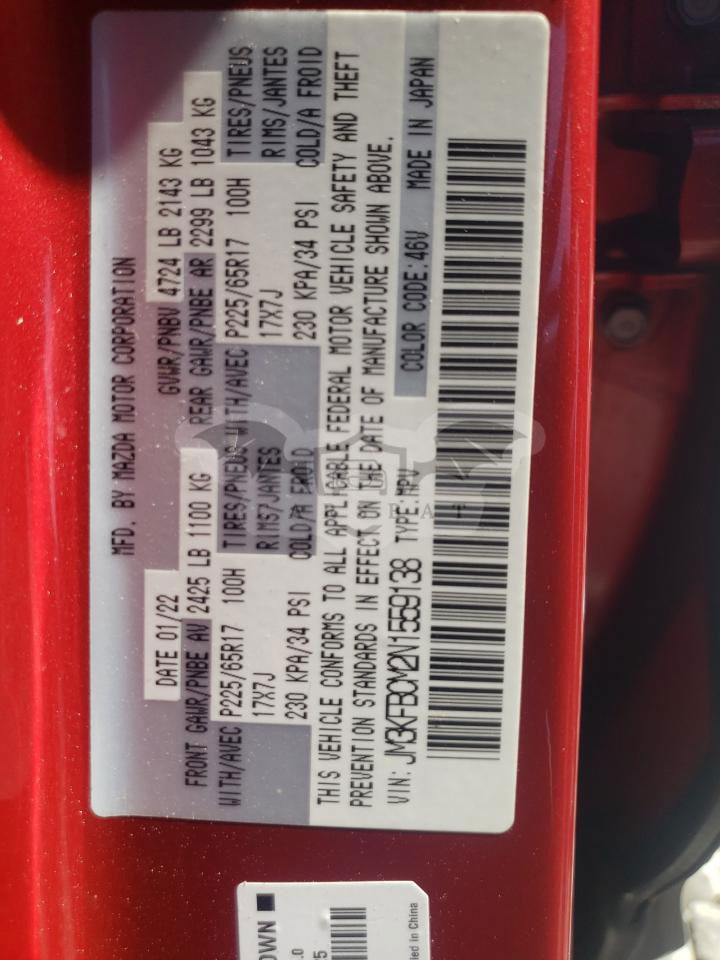 MFD. BY MAZDA MOTOR CORPORATION
DATE 01/22
GVWR/PNBV 4724 LB 2143 KG
FRONT GAWR/PNBE AV 2425 LB 1100 KG
REAR GAWR/PNBE AR 2299 LB 1043 KG
WITH/AVEC P225/65R17 100H TIRES/PNEUS WITH/AVEC P225/65R17 100H TIRES/PNEUS
17X7J RIMS/JANTES 17X7J RIMS/JANTES
230 KPA/34 PSI COLD/A FROID 230 KPA/34 PSI COLD/A FROID
THIS VEHICLE CONFORMS TO ALL APPLICABLE FEDERAL MOTOR VEHICLE SAFETY AND THEFT
PREVENTION STANDARDS IN EFFECT ON THE DATE OF MANUFACTURE SHOWN ABOVE.
VIN: JM3KFBCM2N1559138 TYPE:MPV
COLOR CODE:46V MADE IN JAPAN
OWN